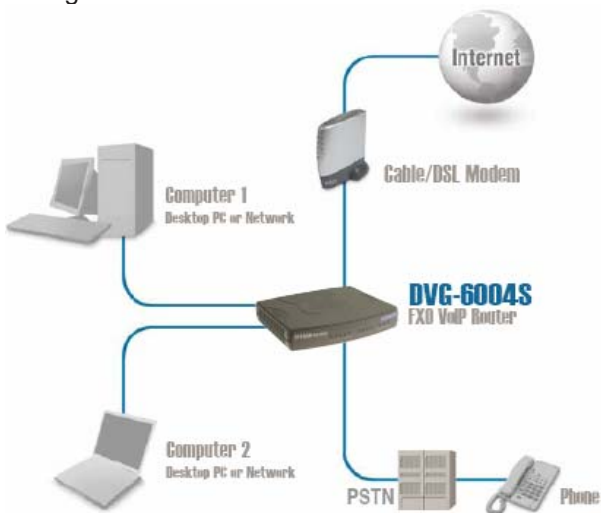 Internet
Cable/DSL Modem
Computer 1
Desktop PC or Network
DVG-6004S
FXO VoIP Router
Computer 2
Desktop PC or Network
PSTN
Phone